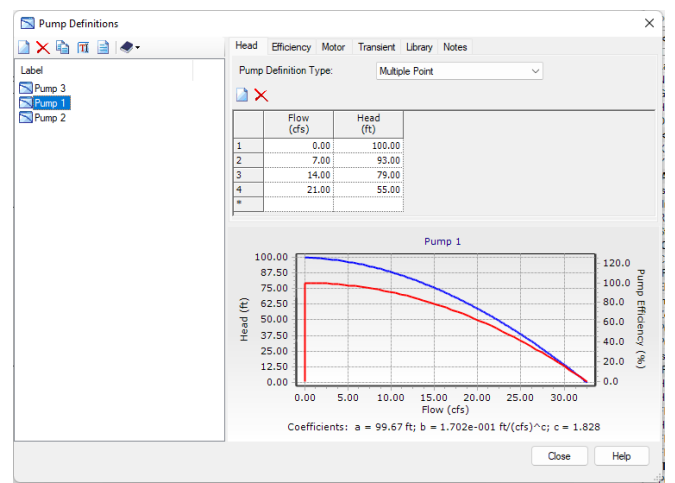 Pump Definitions
Head Efficiency Motor Transient Library Notes
Label
Pump 3
Pump 1
Pump 2
Pump Definition Type: Multiple Point
Flow Head
(cfs) (ft)
1 0.00 100.00
2 7.00 93.00
3 14.00 79.00
4 21.00 55.00
*
Pump 1
100.00
87.50
75.00
62.50
50.00
37.50
25.00
12.50
0.00
Head (ft)
120.0
100.0
80.0
60.0
40.0
20.0
0.0
Pump Efficiency (%)
0.00 5.00 10.00 15.00 20.00 25.00 30.00
Flow (cfs)
Coefficients: a = 99.67 ft; b = 1.702e-001 ft/(cfs)^c; c = 1.828
Close Help